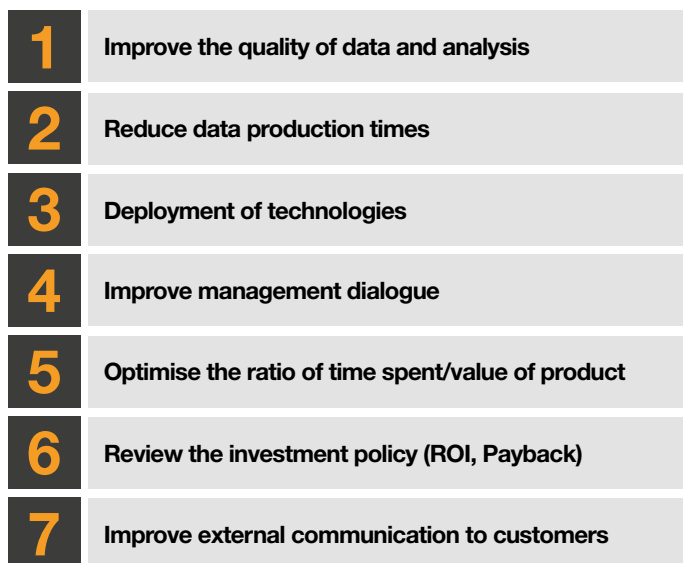 1 Improve the quality of data and analysis
2 Reduce data production times
3 Deployment of technologies
4 Improve management dialogue
5 Optimise the ratio of time spent/value of product
6 Review the investment policy (ROI, Payback)
7 Improve external communication to customers